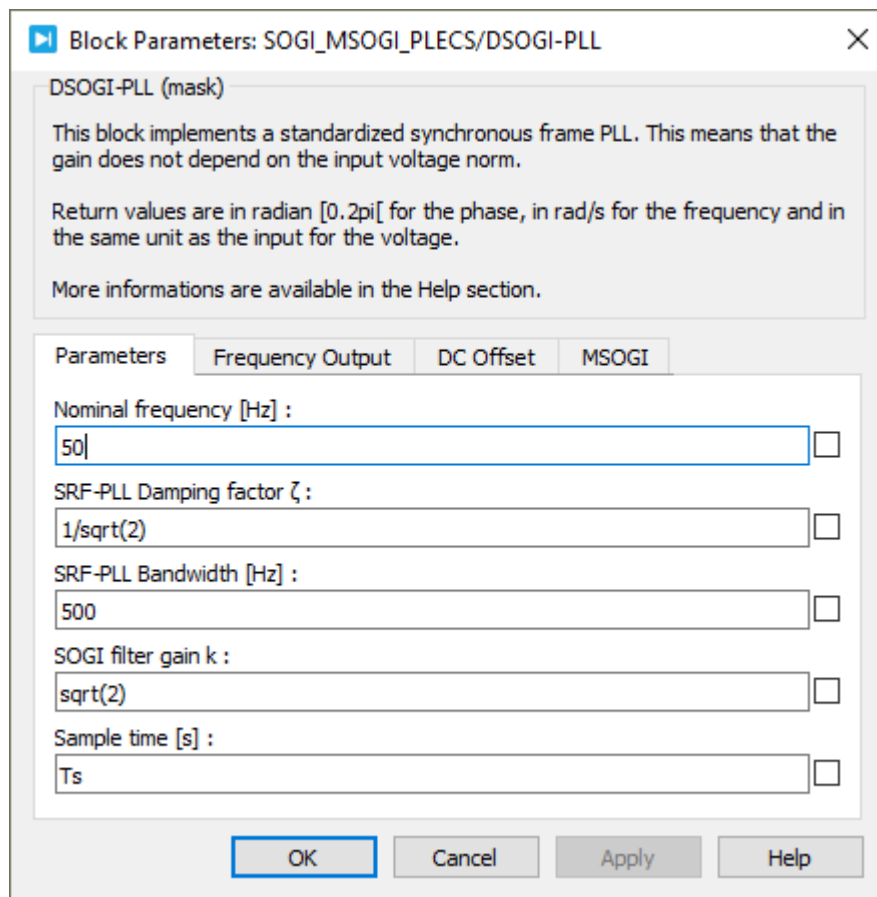 Block Parameters: SOGI_MSOGI_PLECS/DSOGI-PLL
DSOGI-PLL (mask)
This block implements a standardized synchronous frame PLL. This means that the
gain does not depend on the input voltage norm.
Return values are in radian [0.2pi[ for the phase, in rad/s for the frequency and in
the same unit as the input for the voltage.
More informations are available in the Help section.
Parameters Frequency Output DC Offset MSOGI
Nominal frequency [Hz] :
50
SRF-PLL Damping factor ζ :
1/sqrt(2)
SRF-PLL Bandwidth [Hz] :
500
SOGI filter gain k :
sqrt(2)
Sample time [s] :
Ts
OK Cancel Apply Help